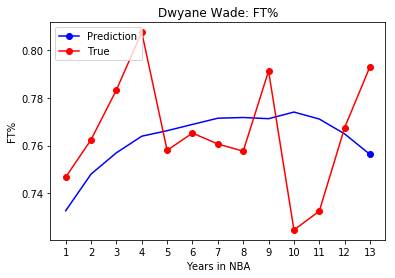 Dwyane Wade: FT%
Prediction
True
0.80
0.78
0.76
0.74
FT%
1 2 3 4 5 6 7 8 9 10 11 12 13
Years in NBA